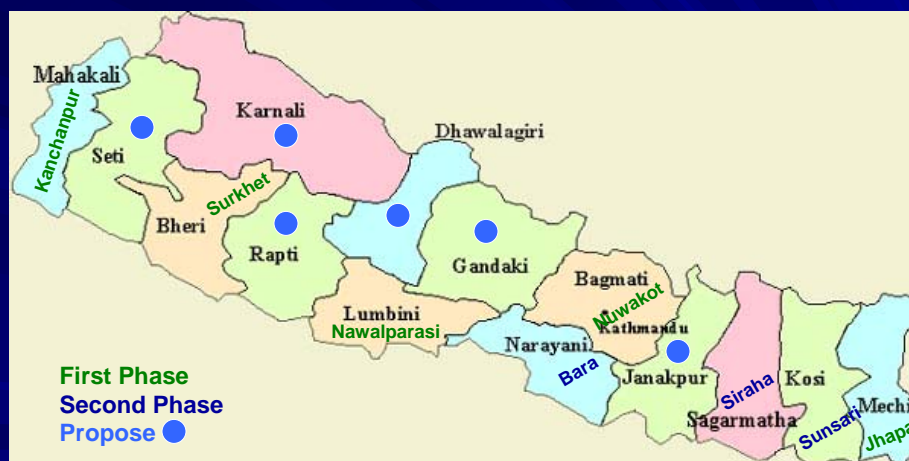 Mahakali
Kanchanpur
Seti
Karnali
Dhawalagiri
Surkhet
Bheri
Rapti
Gandaki
Lumbini
Nawalparasi
Bagmati
Nuwakot
Kathmandu
Narayani
Bara
Janakpur
Siraha
Sagarmatha
Kosi
Sunsari
Mechi
Jhapa
First Phase
Second Phase
Propose